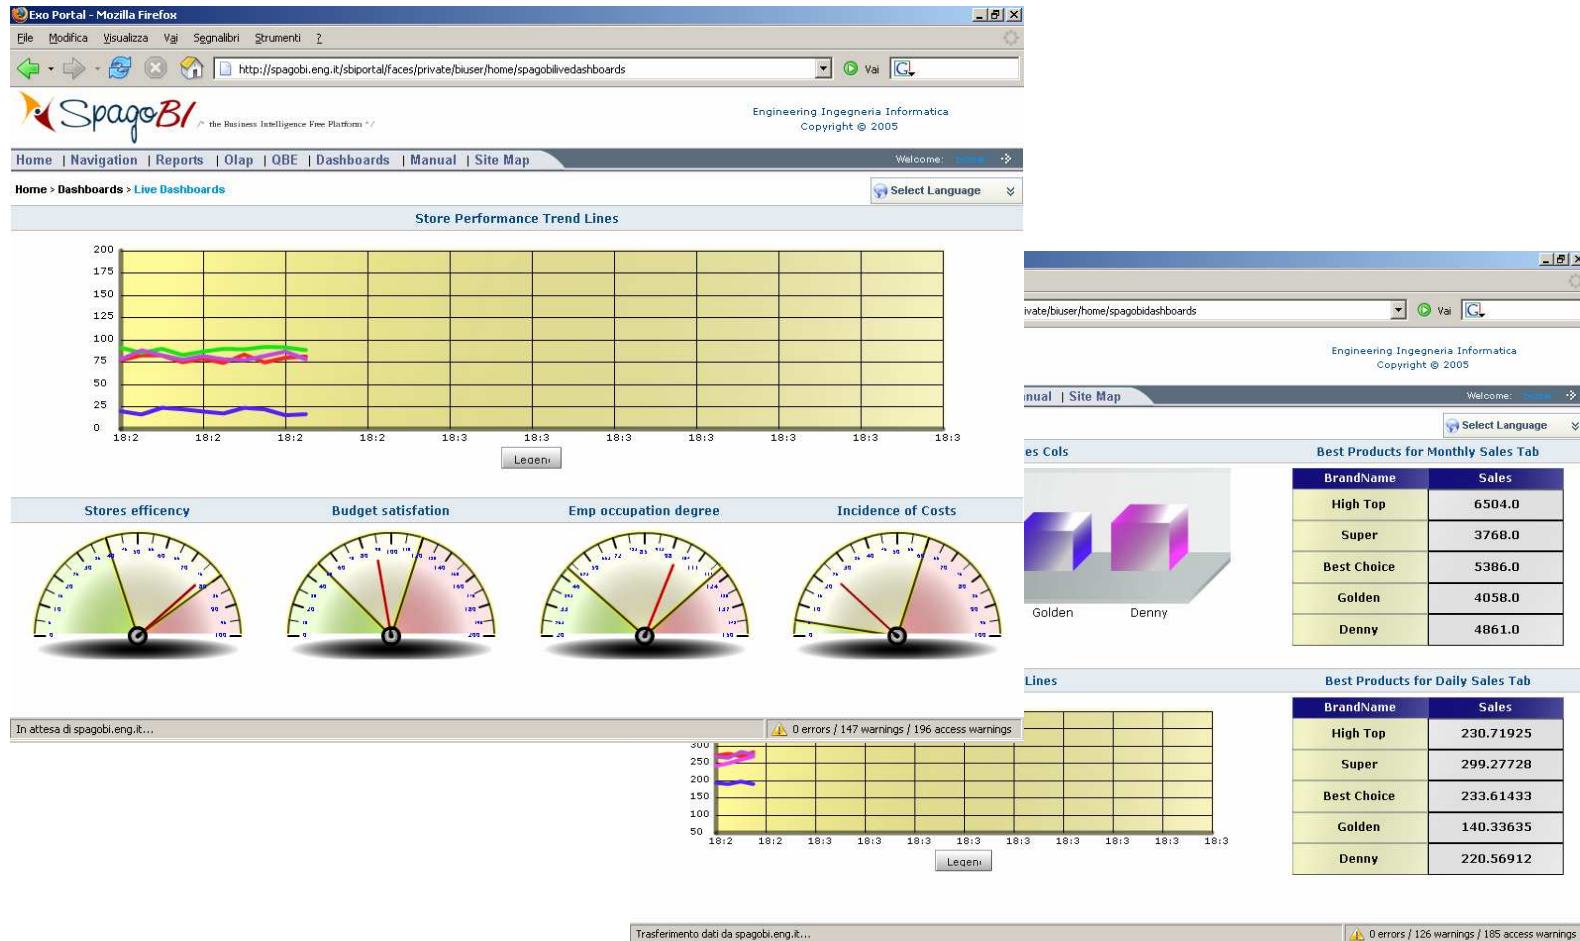 Exo Portal - Mozilla Firefox
File Modifica Visualizza Vai Segnalibri Strumenti ?
http://spagobi.eng.it/sbiportal/faces/private/biuser/home/spagobilivedashboards Vai
SpagoBI /* the Business Intelligence Free Platform */
Engineering Ingegneria Informatica
Copyright © 2005
Home | Navigation | Reports | Olap | QBE | Dashboards | Manual | Site Map Welcome:
Home > Dashboards > Live Dashboards Select Language
Store Performance Trend Lines
200
175
150
125
100
75
50
25
0
18:2 18:2 18:2 18:2 18:3 18:3 18:3 18:3 18:3 18:3 18:3
Legen
Stores efficency Budget satisfation Emp occupation degree Incidence of Costs
In attesa di spagobi.eng.it... 0 errors / 147 warnings / 196 access warnings
ivate/biuser/home/spagobidashboards Vai
Engineering Ingegneria Informatica
Copyright © 2005
nual | Site Map Welcome:
Select Language
es Cols Best Products for Monthly Sales Tab
BrandName Sales
High Top 6504.0
Super 3768.0
Best Choice 5386.0
Golden 4058.0
Denny 4861.0
Golden Denny
Lines Best Products for Daily Sales Tab
BrandName Sales
High Top 230.71925
Super 299.27728
Best Choice 233.61433
Golden 140.33635
Denny 220.56912
300
250
200
150
100
50
18:2 18:2 18:3 18:3 18:3 18:3 18:3 18:3 18:3 18:3 18:3
Legen
Trasferimento dati da spagobi.eng.it... 0 errors / 126 warnings / 185 access warnings